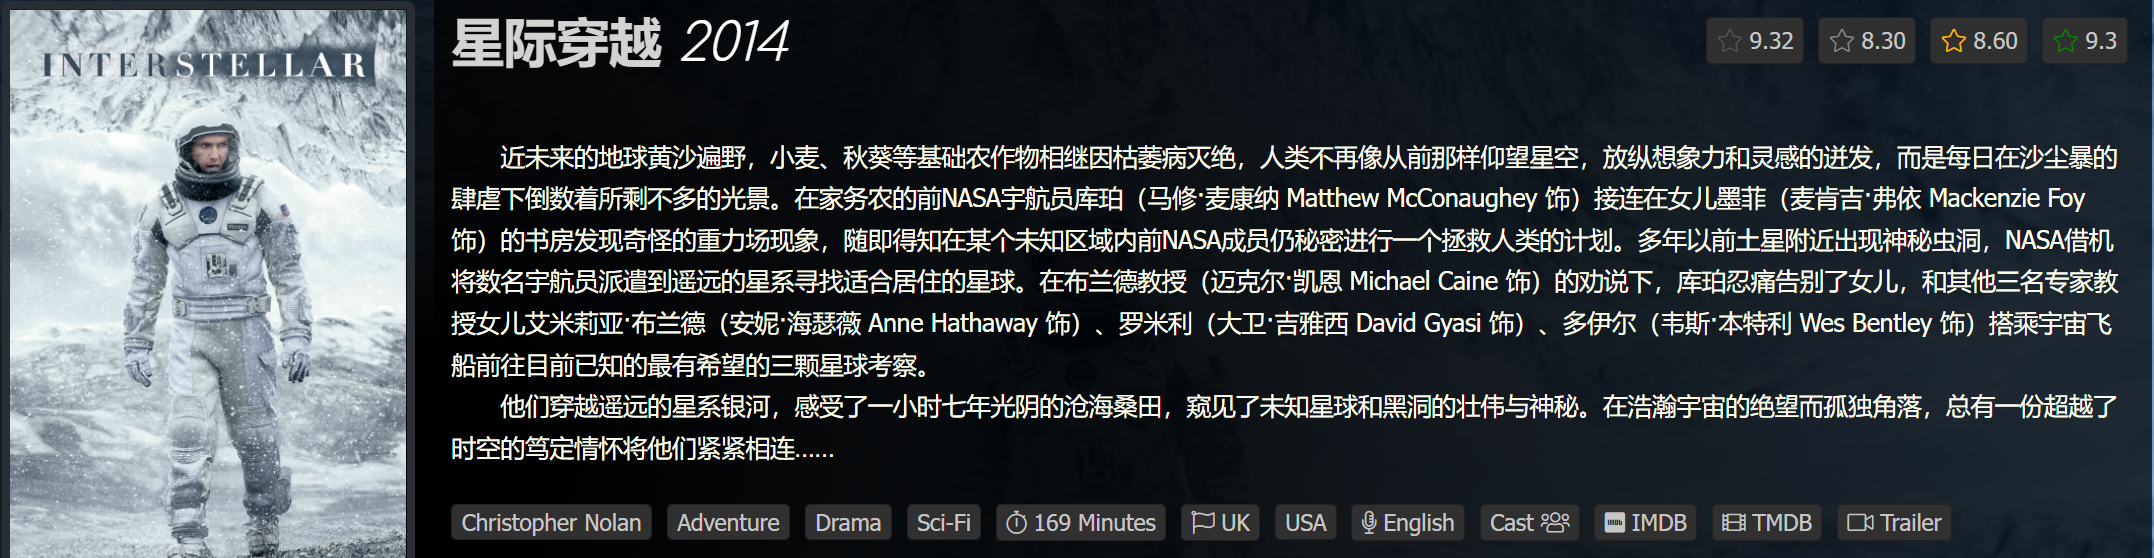 INTERSTELLAR
星际穿越 2014
9.32 8.30 8.60 9.3
近未来的地球黄沙遍野，小麦、秋葵等基础农作物相继因枯萎病灭绝，人类不再像从前那样仰望星空，放纵想象力和灵感的迸发，而是每日在沙尘暴的
肆虐下倒数着所剩不多的光景。在家务农的前NASA宇航员库珀（马修·麦康纳 Matthew McConaughey 饰）接连在女儿墨菲（麦肯吉·弗依 Mackenzie Foy
饰）的书房发现奇怪的重力场现象，随即得知在某个未知区域内前NASA成员仍秘密进行一个拯救人类的计划。多年以前土星附近出现神秘虫洞，NASA借机
将数名宇航员派遣到遥远的星系寻找适合居住的星球。在布兰德教授（迈克尔·凯恩 Michael Caine 饰）的劝说下，库珀忍痛告别了女儿，和其他三名专家教
授女儿艾米莉亚·布兰德（安妮·海瑟薇 Anne Hathaway 饰）、罗米利（大卫·吉雅西 David Gyasi 饰）、多伊尔（韦斯·本特利 Wes Bentley 饰）搭乘宇宙飞
船前往目前已知的最有希望的三颗星球考察。
他们穿越遥远的星系银河，感受了一小时七年光阴的沧海桑田，窥见了未知星球和黑洞的壮伟与神秘。在浩瀚宇宙的绝望而孤独角落，总有一份超越了
时空的笃定情怀将他们紧紧相连……
Christopher Nolan Adventure Drama Sci-Fi 169 Minutes UK USA English Cast IMDb IMDB TMDB Trailer